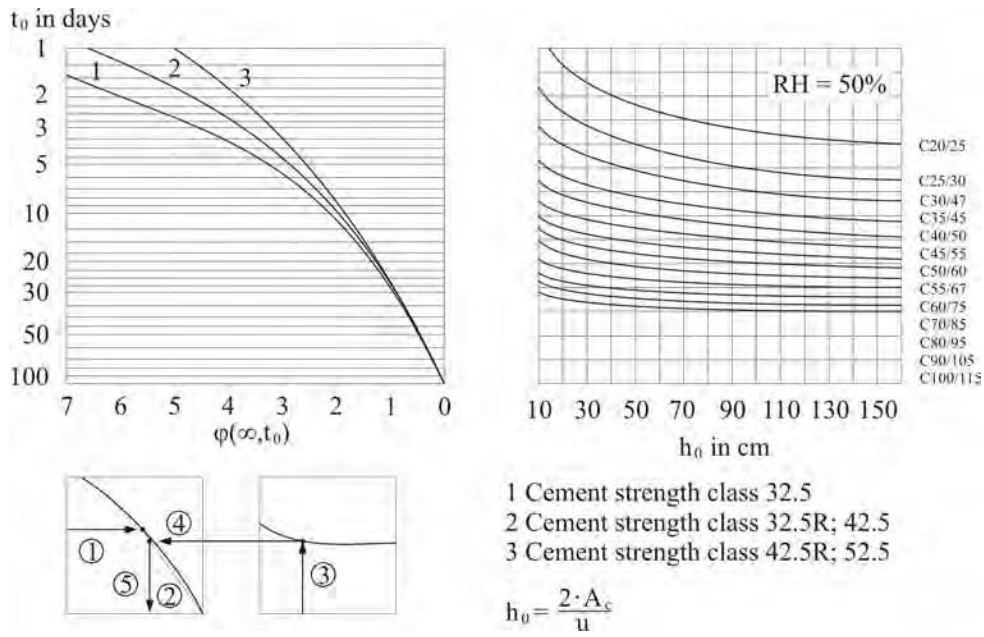 t₀ in days
1
2
3
5
10
20
30
50
100
1
2
3
7 6 5 4 3 2 1 0
φ(∞,t₀)
RH = 50%
C20/25
C25/30
C30/47
C35/45
C40/50
C45/55
C50/60
C55/67
C60/75
C70/85
C80/95
C90/105
C100/115
10 30 50 70 90 110 130 150
h₀ in cm
①
④
⑤
②
③
1 Cement strength class 32.5
2 Cement strength class 32.5R; 42.5
3 Cement strength class 42.5R; 52.5
h₀ = 2 · A_c / u